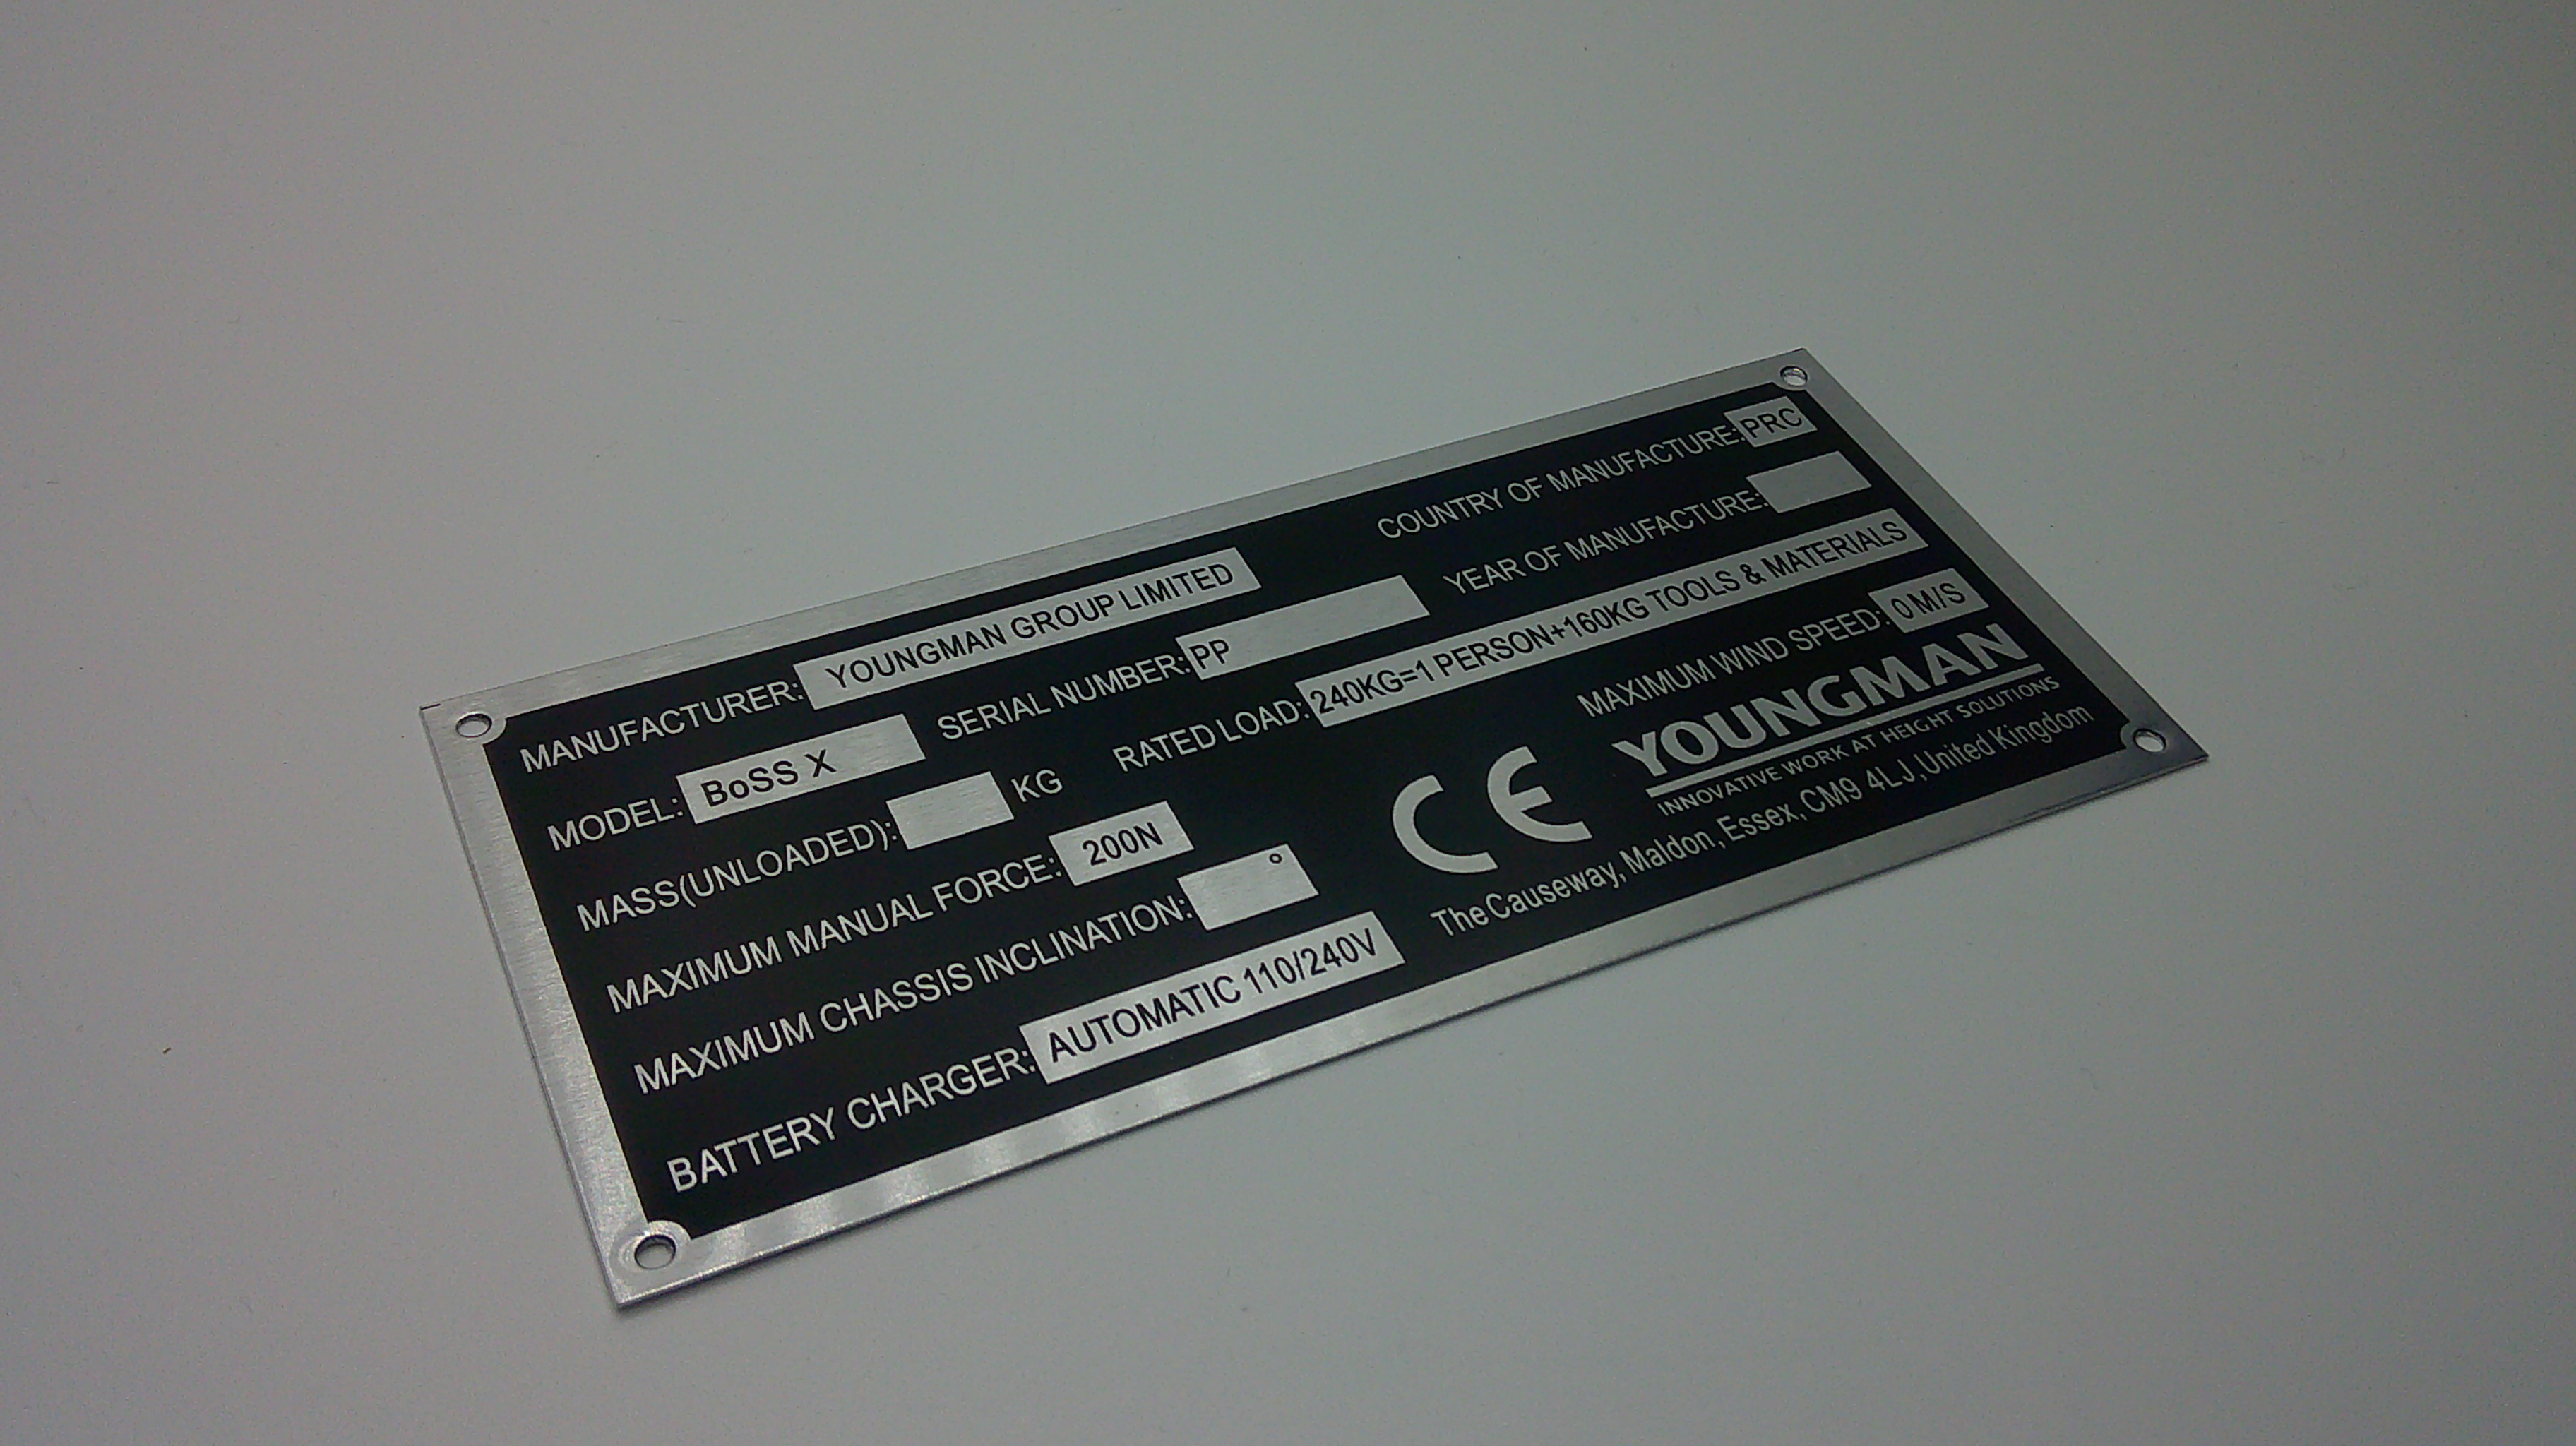 MANUFACTURER: YOUNGMAN GROUP LIMITED COUNTRY OF MANUFACTURE: PRC
MODEL: BoSS X SERIAL NUMBER: PP YEAR OF MANUFACTURE:
MASS(UNLOADED): KG RATED LOAD: 240KG=1 PERSON+160KG TOOLS & MATERIALS
MAXIMUM MANUAL FORCE: 200N MAXIMUM WIND SPEED: 0 M/S
MAXIMUM CHASSIS INCLINATION: °
BATTERY CHARGER: AUTOMATIC 110/240V
CE
YOUNGMAN
INNOVATIVE WORK AT HEIGHT SOLUTIONS
The Causeway, Maldon, Essex, CM9 4LJ, United Kingdom